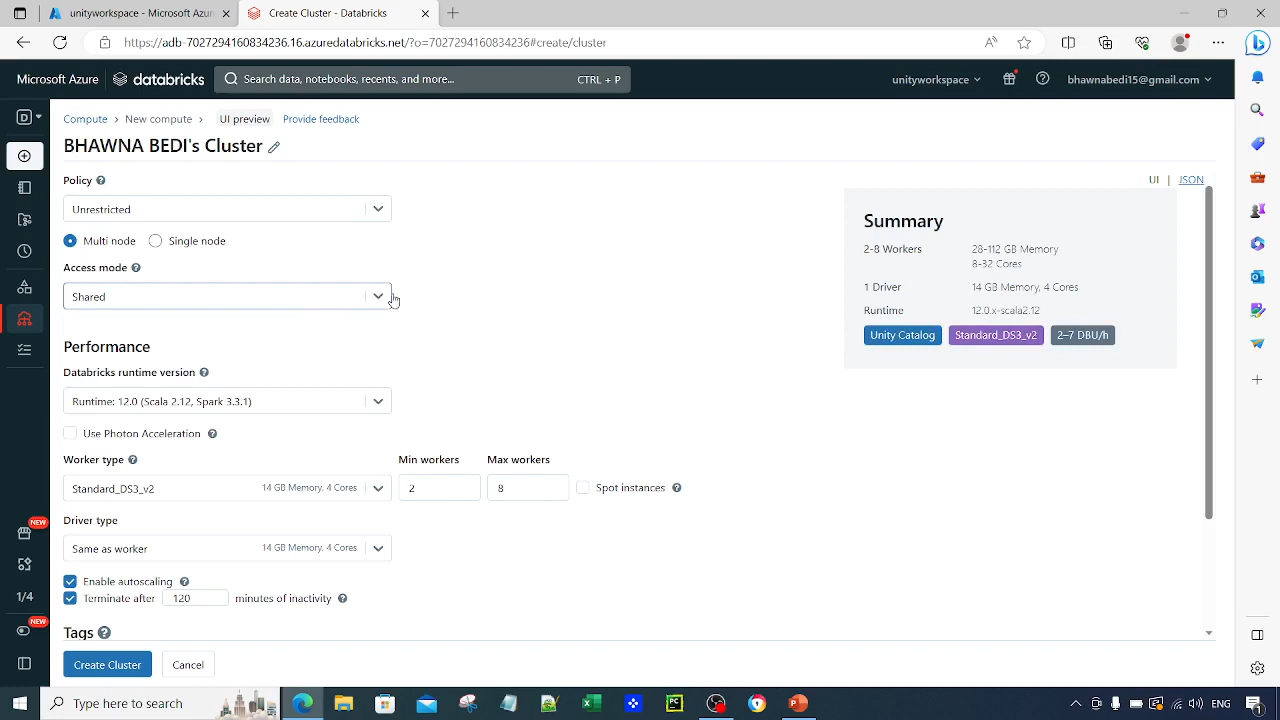 microsoft Azur
Create Cluster - Databricks
https://adb-7027294160834236.16.azuredatabricks.net/?o=7027294160834236#create/cluster
Microsoft Azure
databricks
Search data, notebooks, recents, and more...
CTRL + P
unityworkspace
bhawnabedi15@gmail.com
D
Compute > New compute > UI preview Provide feedback
BHAWNA BEDI's Cluster
UI | JSON
Policy
Unrestricted
Multi node
Single node
Access mode
Shared
Performance
Databricks runtime version
Runtime: 12.0 (Scala 2.12, Spark 3.3.1)
Use Photon Acceleration
Worker type
Min workers
Max workers
Standard_DS3_v2
14 GB Memory, 4 Cores
2
8
Spot instances
Driver type
Same as worker
14 GB Memory, 4 Cores
Enable autoscaling
Terminate after
120
minutes of inactivity
Tags
Create Cluster
Cancel
Summary
2-8 Workers
28-112 GB Memory
8-32 Cores
1 Driver
14 GB Memory, 4 Cores
Runtime
12.0.x-scala2.12
Unity Catalog
Standard_DS3_v2
2–7 DBU/h
NEW
1/4
NEW
Type here to search
PC
ENG